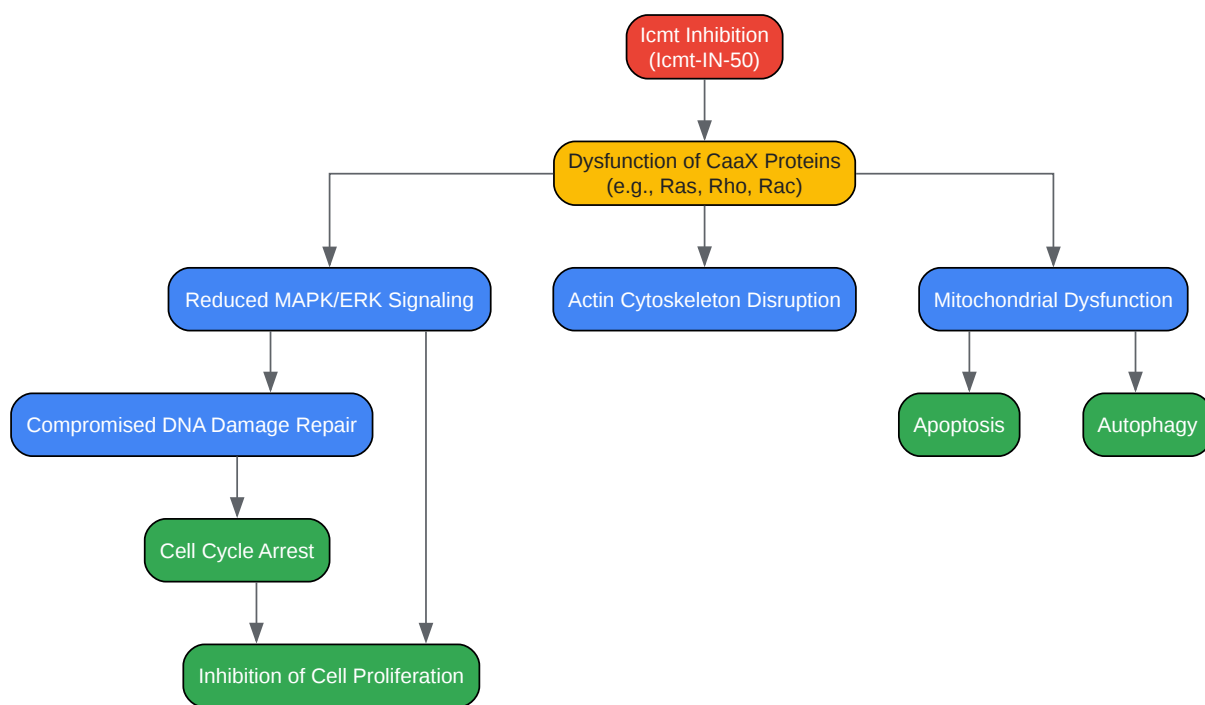 Icmt Inhibition
(Icmt-IN-50)
Dysfunction of CaaX Proteins
(e.g., Ras, Rho, Rac)
Reduced MAPK/ERK Signaling
Actin Cytoskeleton Disruption
Mitochondrial Dysfunction
Compromised DNA Damage Repair
Apoptosis
Autophagy
Cell Cycle Arrest
Inhibition of Cell Proliferation